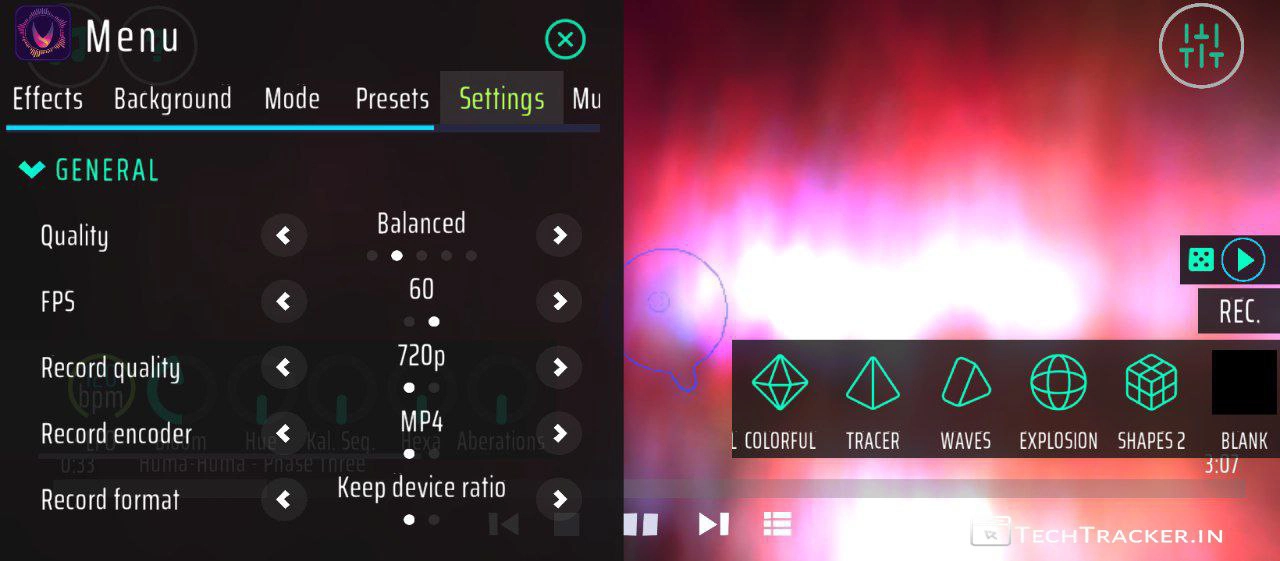 Menu
Effects Background Mode Presets Settings Mu
GENERAL
Quality Balanced
FPS 60
Record quality 720p
bpm
Record encoder MP4
Hue Kal. Seg. Hexa Aberations
0:33 Huma-Huma - Phase Three
Record format Keep device ratio
REC.
L COLORFUL TRACER WAVES EXPLOSION SHAPES 2 BLANK
3:07
TECHTRACKER.IN